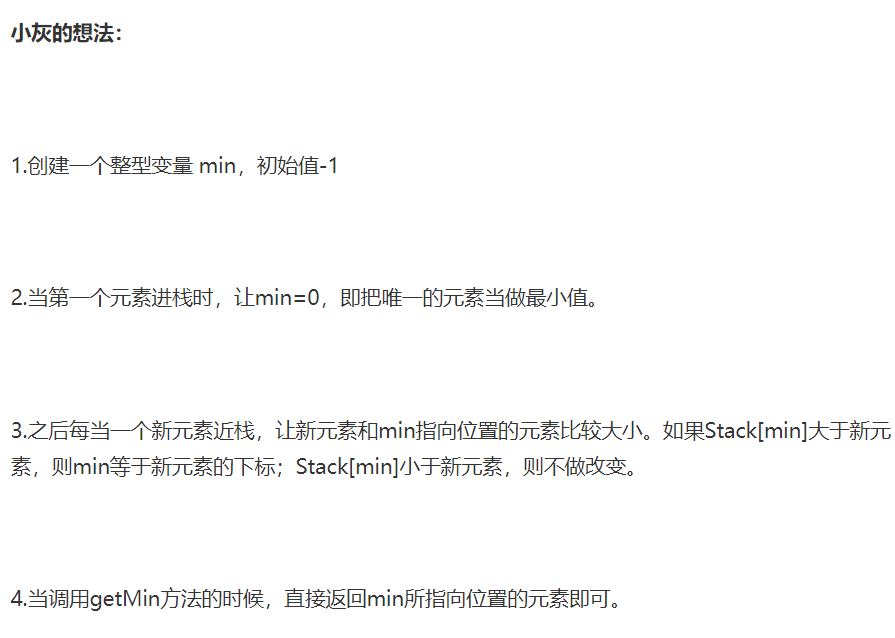 小灰的想法：
1.创建一个整型变量 min，初始值-1
2.当第一个元素进栈时，让min=0，即把唯一的元素当做最小值。
3.之后每当一个新元素近栈，让新元素和min指向位置的元素比较大小。如果Stack[min]大于新元
素，则min等于新元素的下标；Stack[min]小于新元素，则不做改变。
4.当调用getMin方法的时候，直接返回min所指向位置的元素即可。